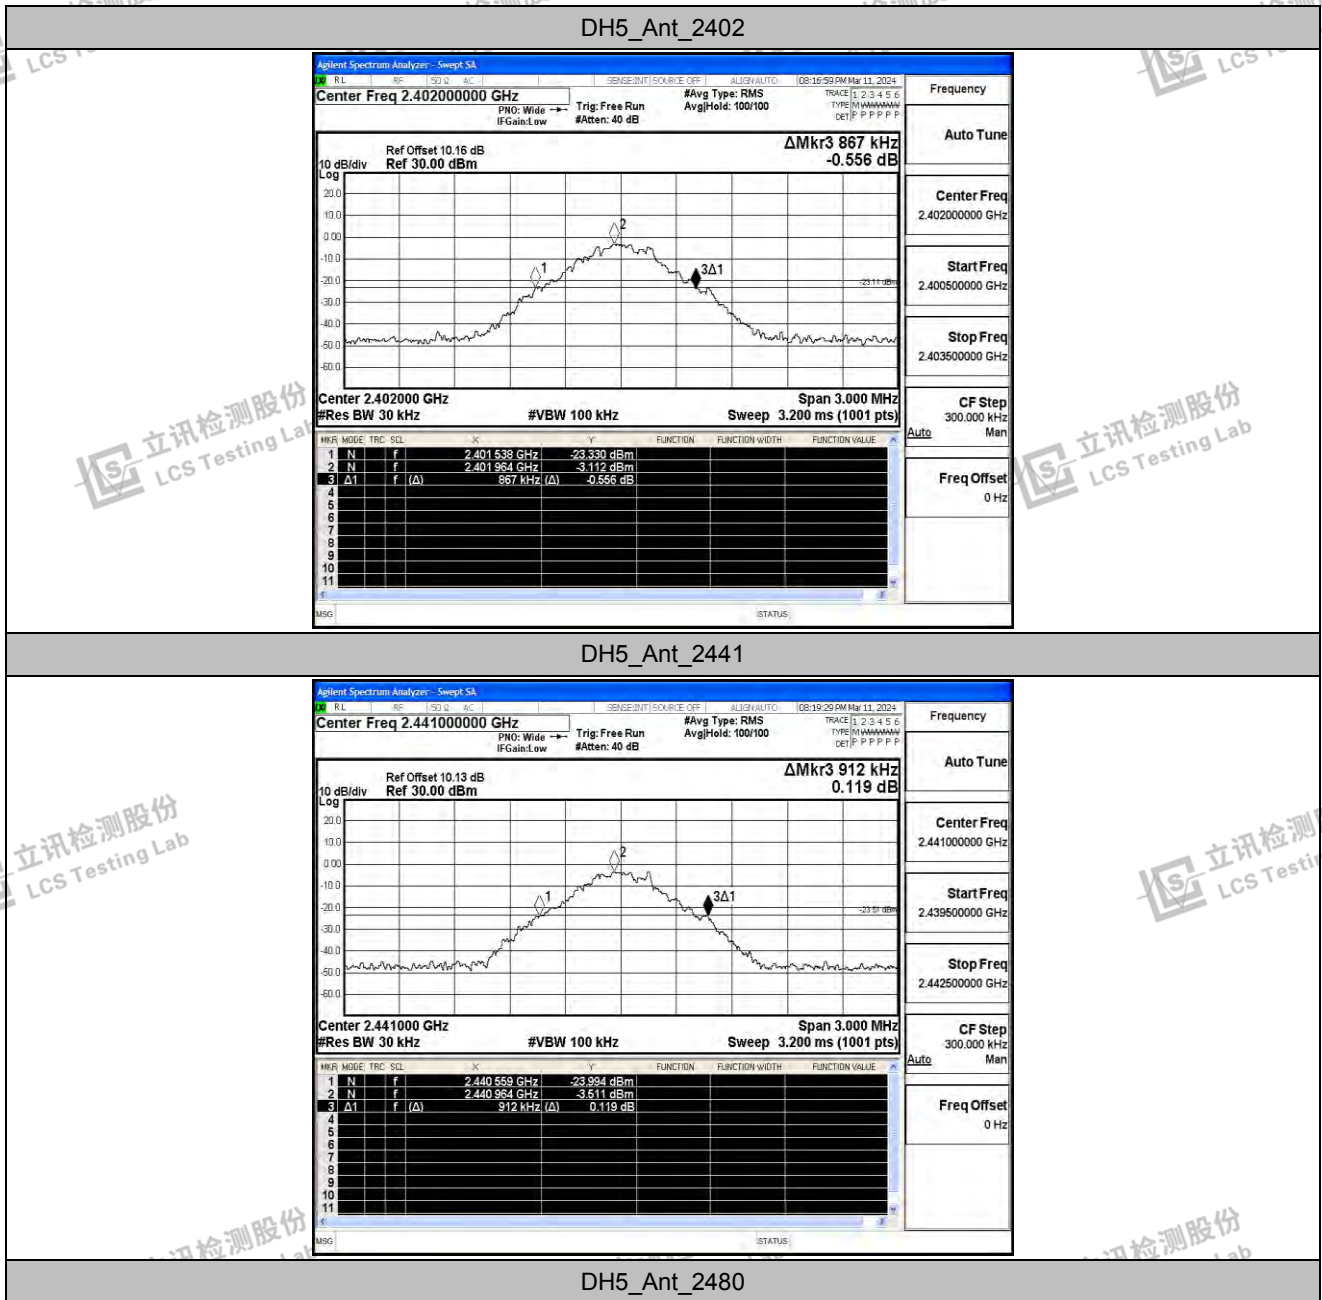 DH5_Ant_2402
Agilent Spectrum Analyzer - Swept SA
RL RF 50 Ω AC SENSE:INT SOURCE OFF ALIGN AUTO 08:16:59 PM Mar 11, 2024
Center Freq 2.402000000 GHz
#Avg Type: RMS
TRACE 1 2 3 4 5 6
PNO: Wide
Trig: Free Run
Avg|Hold: 100/100
TYPE M WWWWW
IFGain:Low
#Atten: 40 dB
DET P P P P P P
ΔMkr3 867 kHz
-0.556 dB
Ref Offset 10.16 dB
10 dB/div Ref 30.00 dBm
Log
20.0
10.0
0.00
-10.0
-20.0
-30.0
-40.0
-50.0
-60.0
1
2
3Δ1
-23.11 dBm
Center 2.402000 GHz
Span 3.000 MHz
#Res BW 30 kHz
#VBW 100 kHz
Sweep 3.200 ms (1001 pts)
MKR MODE TRC SCL X Y FUNCTION FUNCTION WIDTH FUNCTION VALUE
1 N f 2.401 538 GHz -23.330 dBm
2 N f 2.401 964 GHz -3.112 dBm
3 Δ1 f (Δ) 867 kHz (Δ) -0.556 dB
4
5
6
7
8
9
10
11
MSG
STATUS
Frequency
Auto Tune
Center Freq
2.402000000 GHz
Start Freq
2.400500000 GHz
Stop Freq
2.403500000 GHz
CF Step
300.000 kHz
Auto Man
Freq Offset
0 Hz
立讯检测股份
LCS Testing Lab
立讯检测股份
LCS Testing Lab
DH5_Ant_2441
Agilent Spectrum Analyzer - Swept SA
RL RF 50 Ω AC SENSE:INT SOURCE OFF ALIGN AUTO 08:19:29 PM Mar 11, 2024
Center Freq 2.441000000 GHz
#Avg Type: RMS
TRACE 1 2 3 4 5 6
PNO: Wide
Trig: Free Run
Avg|Hold: 100/100
TYPE M WWWWW
IFGain:Low
#Atten: 40 dB
DET P P P P P P
ΔMkr3 912 kHz
0.119 dB
Ref Offset 10.13 dB
10 dB/div Ref 30.00 dBm
Log
20.0
10.0
0.00
-10.0
-20.0
-30.0
-40.0
-50.0
-60.0
1
2
3Δ1
-23.51 dBm
Center 2.441000 GHz
Span 3.000 MHz
#Res BW 30 kHz
#VBW 100 kHz
Sweep 3.200 ms (1001 pts)
MKR MODE TRC SCL X Y FUNCTION FUNCTION WIDTH FUNCTION VALUE
1 N f 2.440 559 GHz -23.994 dBm
2 N f 2.440 964 GHz -3.511 dBm
3 Δ1 f (Δ) 912 kHz (Δ) 0.119 dB
4
5
6
7
8
9
10
11
MSG
STATUS
Frequency
Auto Tune
Center Freq
2.441000000 GHz
Start Freq
2.439500000 GHz
Stop Freq
2.442500000 GHz
CF Step
300.000 kHz
Auto Man
Freq Offset
0 Hz
立讯检测股份
LCS Testing Lab
立讯检测
LCS Testin
DH5_Ant_2480